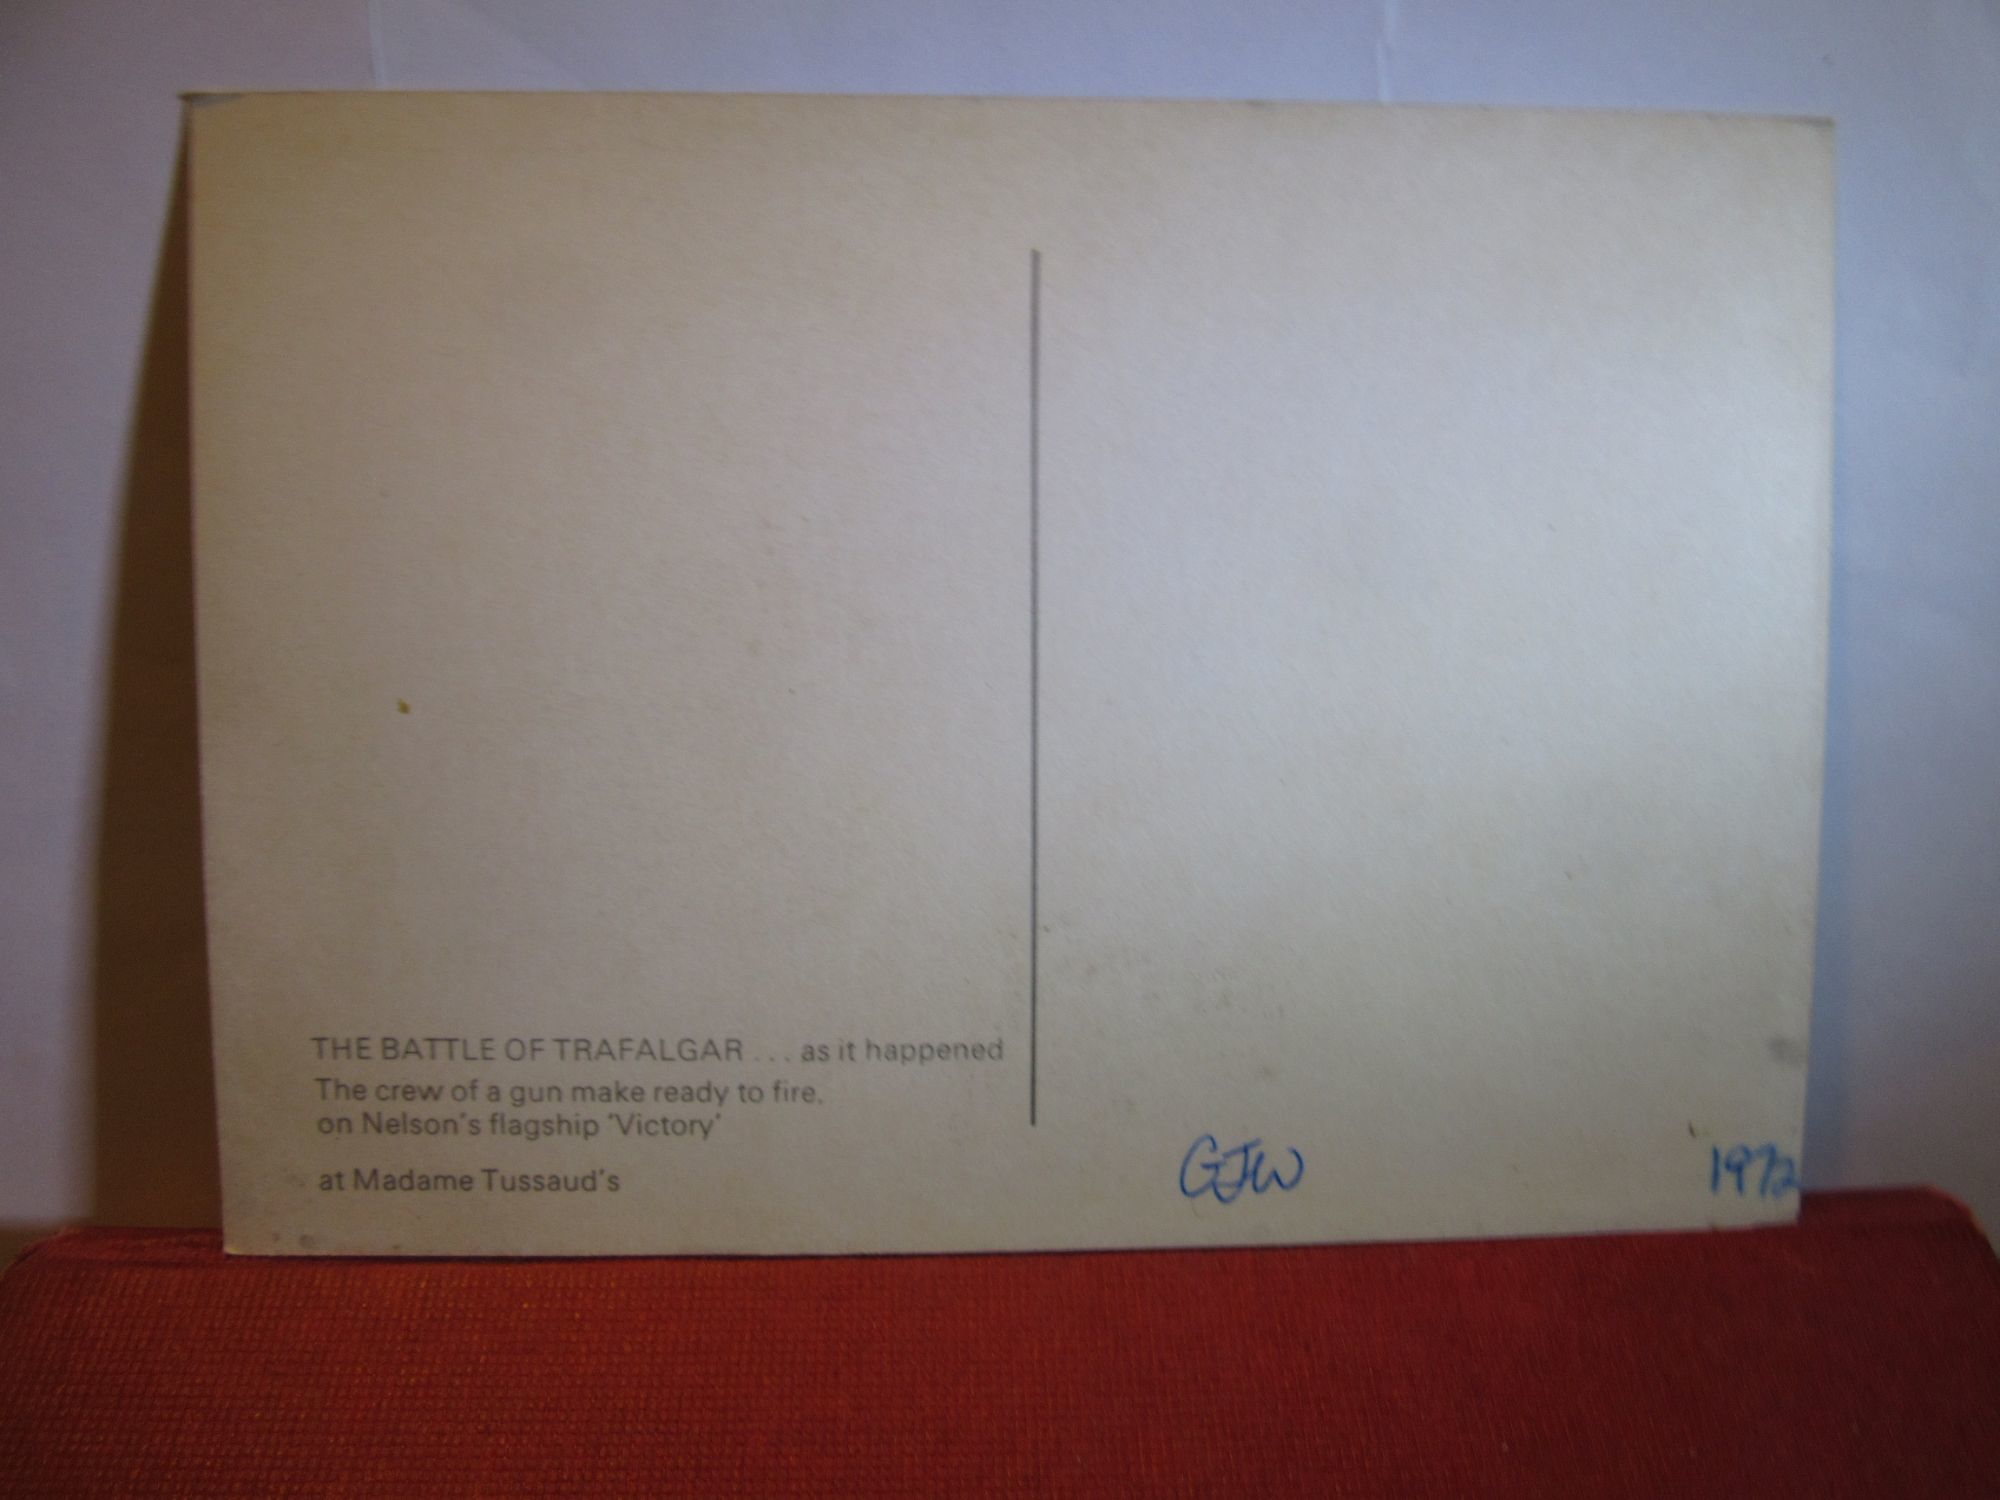 THE BATTLE OF TRAFALGAR ... as it happened
The crew of a gun make ready to fire,
on Nelson's flagship 'Victory'
at Madame Tussaud's
GJW
1972